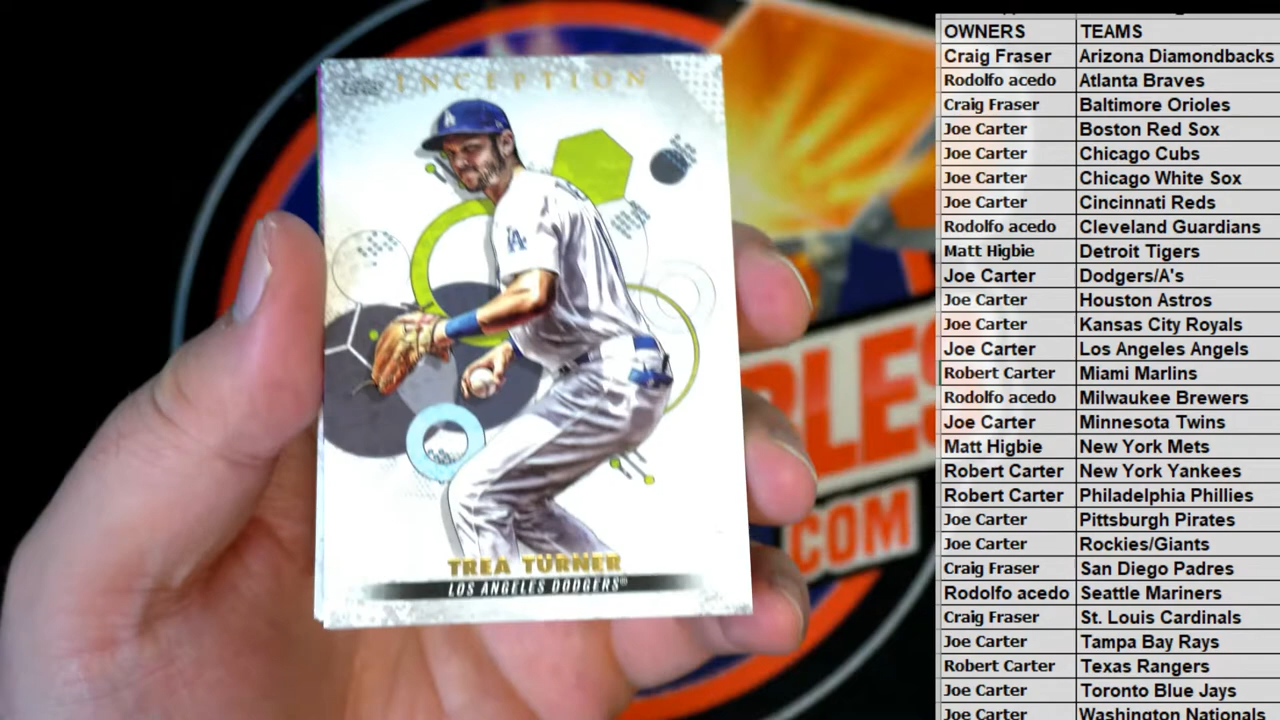 INCEPTION
TREA TURNER
LOS ANGELES DODGERS
.COM
OWNERS TEAMS
Craig Fraser Arizona Diamondbacks
Rodolfo acedo Atlanta Braves
Craig Fraser Baltimore Orioles
Joe Carter Boston Red Sox
Joe Carter Chicago Cubs
Joe Carter Chicago White Sox
Joe Carter Cincinnati Reds
Rodolfo acedo Cleveland Guardians
Matt Higbie Detroit Tigers
Joe Carter Dodgers/A's
Joe Carter Houston Astros
Joe Carter Kansas City Royals
Joe Carter Los Angeles Angels
Robert Carter Miami Marlins
Rodolfo acedo Milwaukee Brewers
Joe Carter Minnesota Twins
Matt Higbie New York Mets
Robert Carter New York Yankees
Robert Carter Philadelphia Phillies
Joe Carter Pittsburgh Pirates
Joe Carter Rockies/Giants
Craig Fraser San Diego Padres
Rodolfo acedo Seattle Mariners
Craig Fraser St. Louis Cardinals
Joe Carter Tampa Bay Rays
Robert Carter Texas Rangers
Joe Carter Toronto Blue Jays
Joe Carter Washington Nationals